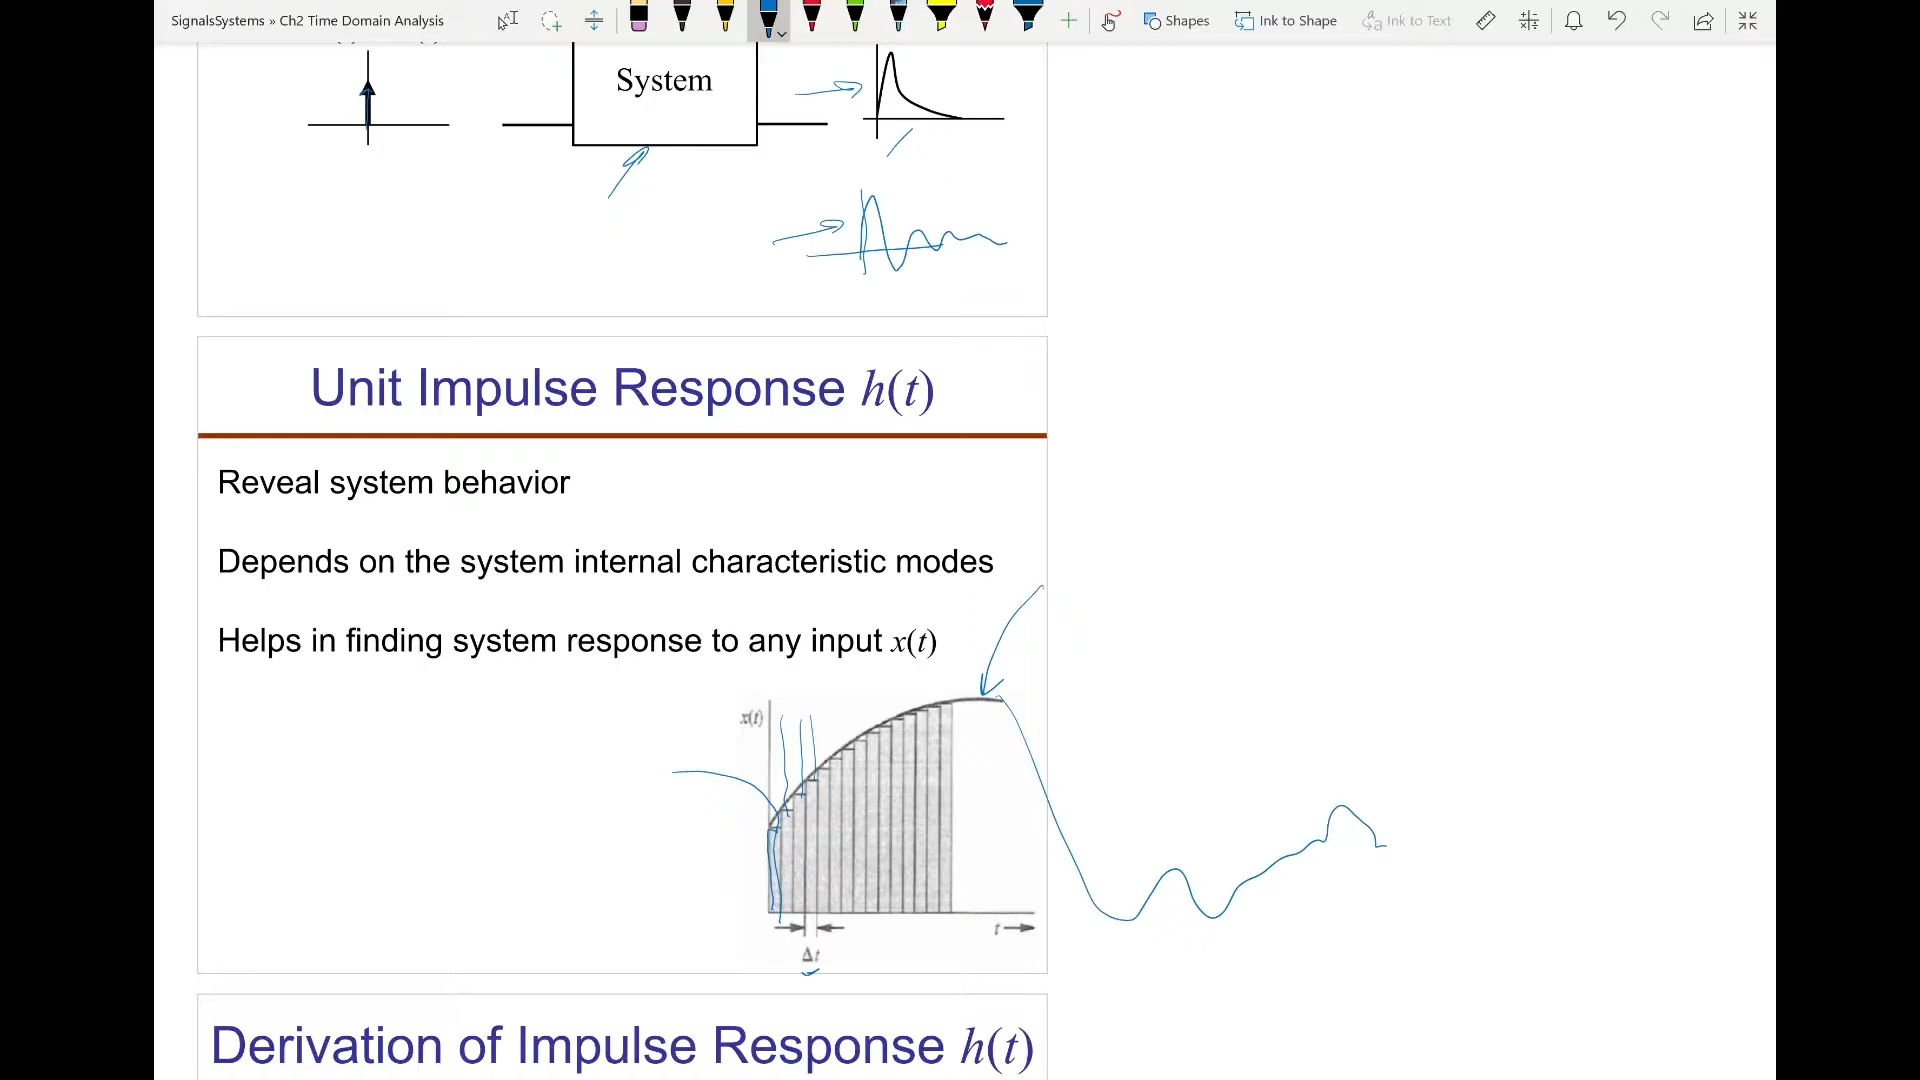 SignalsSystems » Ch2 Time Domain Analysis
Shapes
Ink to Shape
Ink to Text
System
Unit Impulse Response h(t)
Reveal system behavior
Depends on the system internal characteristic modes
Helps in finding system response to any input x(t)
x(t)
t
Δt
Derivation of Impulse Response h(t)